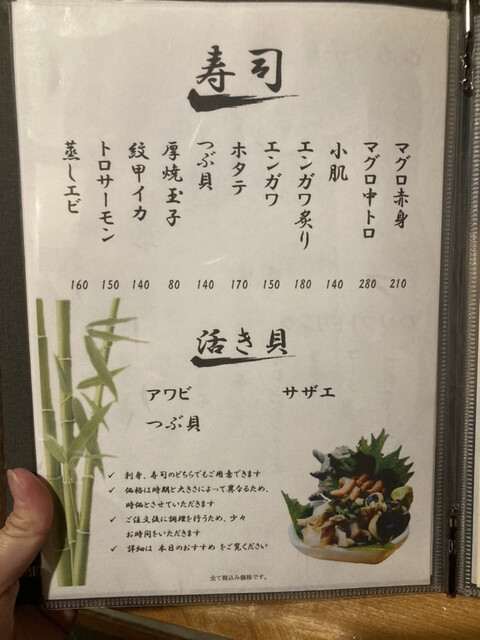 寿司
マグロ赤身 210
マグロ中トロ 280
小肌 140
エンガワ炙り 180
エンガワ 150
ホタテ 170
つぶ貝 140
厚焼玉子 80
紋甲イカ 140
トロサーモン 150
蒸しエビ 160
活き貝
アワビ
サザエ
つぶ貝
✓ 刺身、寿司のどちらでもご用意できます
✓ 価格は時期と大きさによって異なるため、
時価とさせていただきます
✓ ご注文後に調理を行うため、少々
お時間をいただきます
✓ 詳細は 本日のおすすめ をご覧ください
全て税込み価格です。